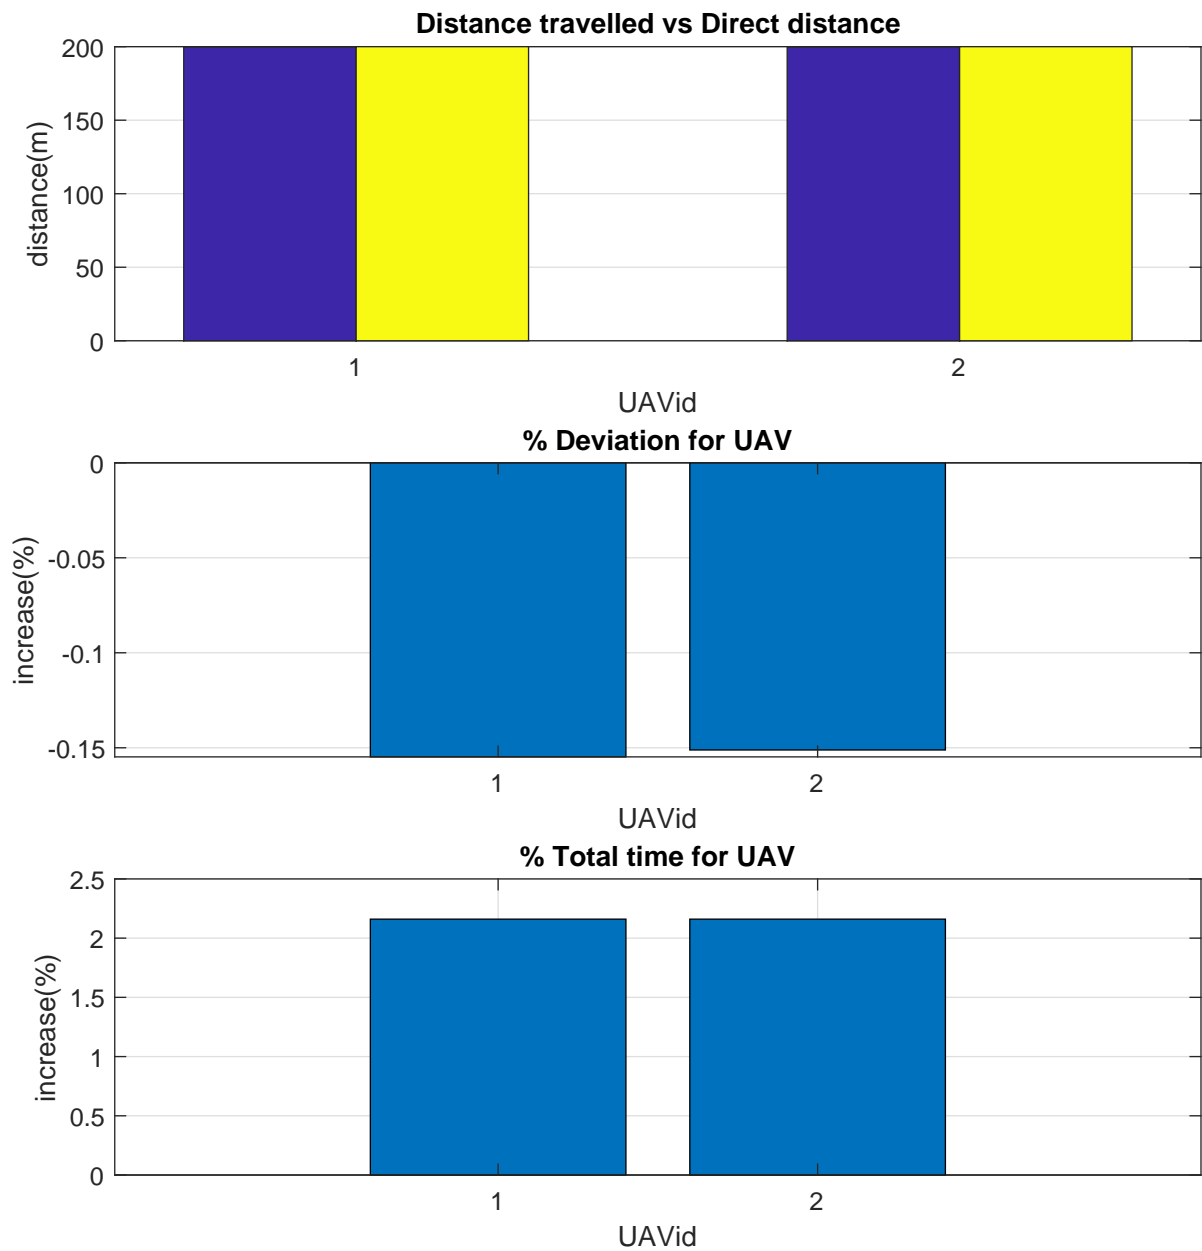 Distance travelled vs Direct distance
200
150
100
50
0
distance(m)
1
2
UAVid
% Deviation for UAV
0
-0.05
-0.1
-0.15
increase(%)
1
2
UAVid
% Total time for UAV
2.5
2
1.5
1
0.5
0
increase(%)
1
2
UAVid